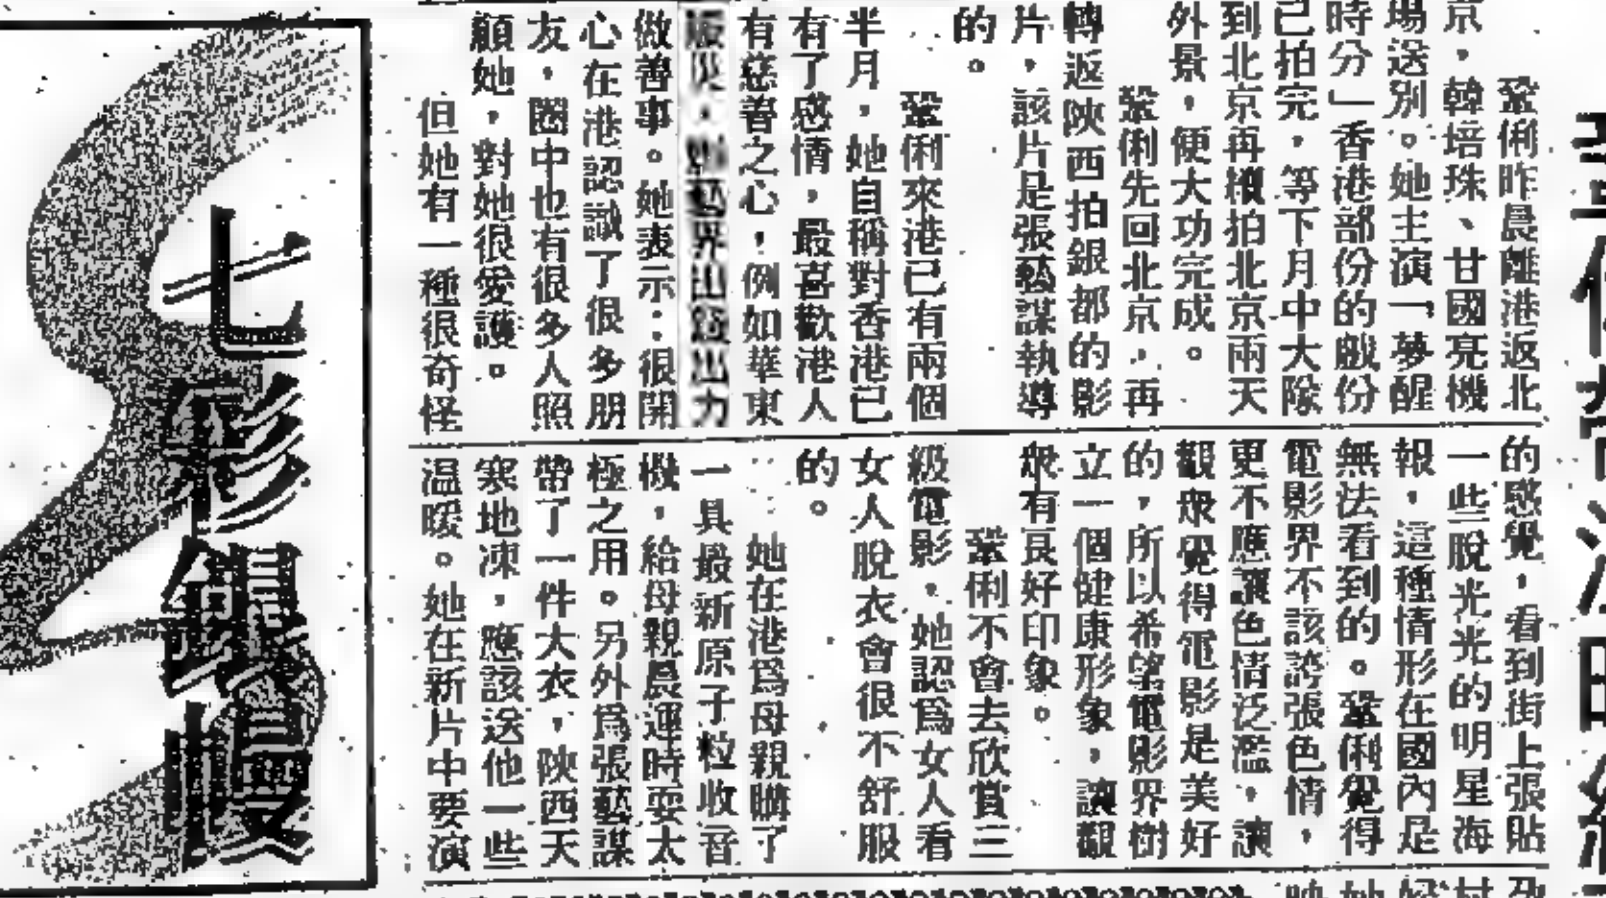 鞏俐昨晨離港返北
京，韓培珠、甘國亮機
場送別。她主演「夢醒
時分」香港部份的戲份
已拍完，等下月中大隊
到北京再補拍北京兩天
外景，便大功完成。
鞏俐先回北京，再
轉返陝西拍銀都的影
片，該片是張藝謀執導
的。
鞏俐來港已有兩個
半月，她自稱對香港已
有了感情，最喜歡港人
有慈善之心，例如華東
賑災，娛藝界出錢出力
做善事。她表示：很開
心在港認識了很多朋
友，圈中也有很多人照
顧她，對她很愛護。
但她有一種很奇怪
的感覺，看到街上張貼
一些脫光光的明星海
報，這種情形在國內是
無法看到的。鞏俐覺得
電影界不該誇張色情，
更不應讓色情泛濫，讓
觀衆覺得電影是美好
的，所以希望電影界樹
立一個健康形象，讓觀
衆有良好印象。
鞏俐不會去欣賞三
級電影，她認爲女人看
女人脫衣會很不舒服
的。
她在港爲母親購了
一具最新原子粒收音
機，給母親晨運時耍太
極之用。另外爲張藝謀
帶了一件大衣，陝西天
寒地凍，應該送他一些
温暖。她在新片中要演
七彩銀幔